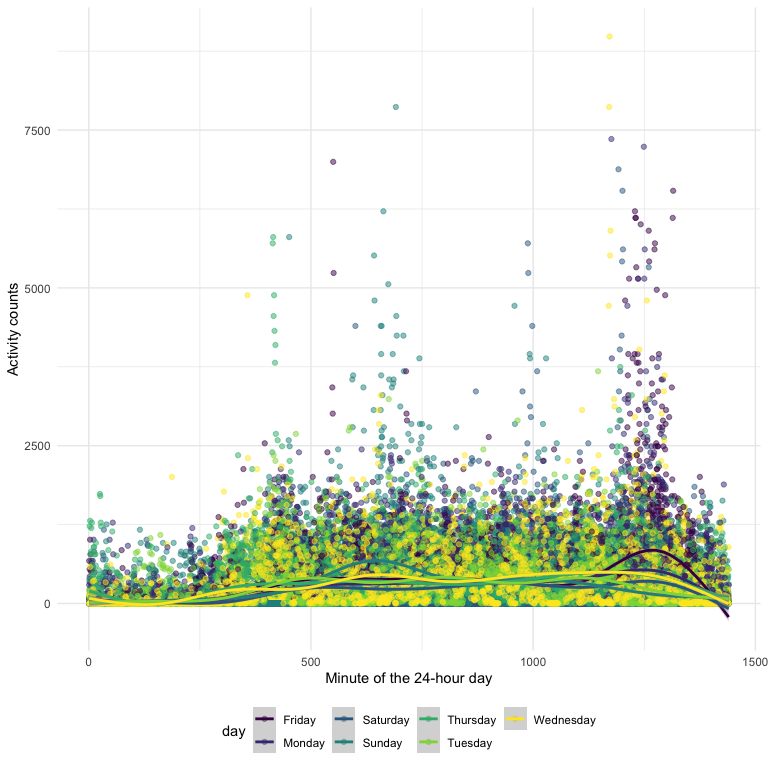 7500
5000
2500
0
Activity counts
0 500 1000 1500
Minute of the 24-hour day
day
Friday Saturday Thursday Wednesday
Monday Sunday Tuesday